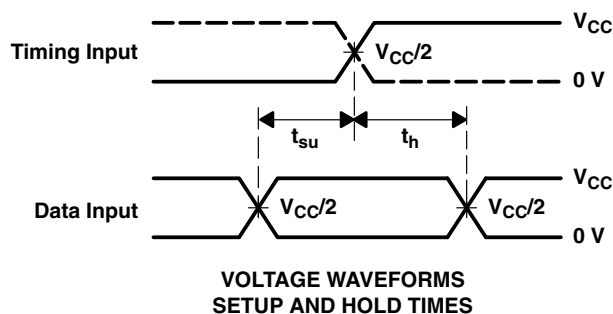 V_CC
Timing Input
V_CC/2
0 V
t_su
t_h
V_CC
Data Input
V_CC/2
V_CC/2
0 V
VOLTAGE WAVEFORMS
SETUP AND HOLD TIMES